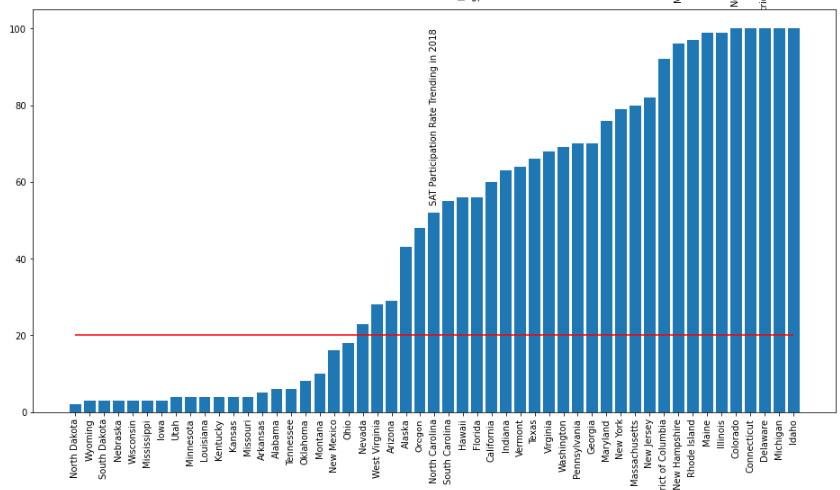 100
80
60
40
20
0
SAT Participation Rate Trending in 2018
North Dakota
Wyoming
South Dakota
Nebraska
Wisconsin
Mississippi
Iowa
Utah
Minnesota
Louisiana
Kentucky
Kansas
Missouri
Arkansas
Alabama
Tennessee
Oklahoma
Montana
New Mexico
Ohio
Nevada
West Virginia
Arizona
Alaska
Oregon
North Carolina
South Carolina
Hawaii
Florida
California
Indiana
Vermont
Texas
Virginia
Washington
Pennsylvania
Georgia
Maryland
New York
Massachusetts
New Jersey
rict of Columbia
New Hampshire
Rhode Island
Maine
Illinois
Colorado
Connecticut
Delaware
Michigan
Idaho